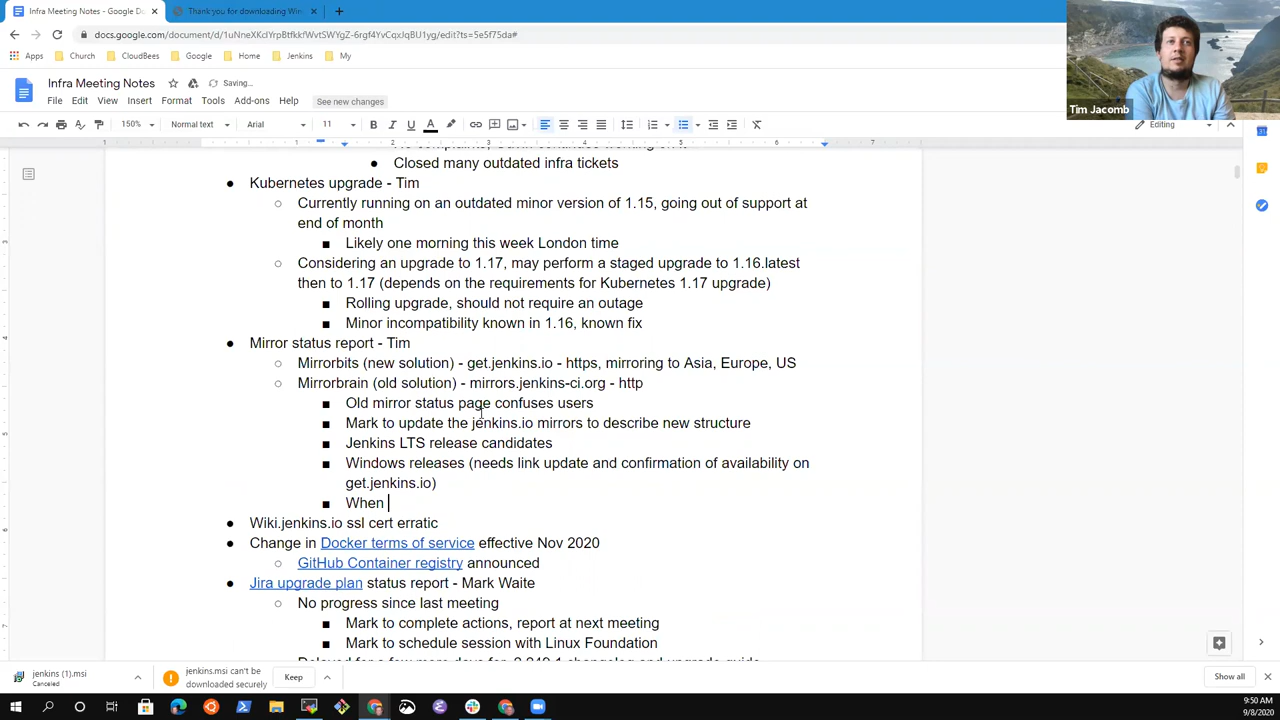 Infra Meeting Notes - Google Do
Thank you for downloading Win
Apps
Church
CloudBees
Google
Home
Jenkins
My
Infra Meeting Notes
Saving...
File Edit View Insert Format Tools Add-ons Help See new changes
150% Normal text Arial 11 B I U A Editing
Tim Jacomb
1 1 2 3 4 5 6 7
Closed many outdated infra tickets
Kubernetes upgrade - Tim
Currently running on an outdated minor version of 1.15, going out of support at
end of month
Likely one morning this week London time
Considering an upgrade to 1.17, may perform a staged upgrade to 1.16.latest
then to 1.17 (depends on the requirements for Kubernetes 1.17 upgrade)
Rolling upgrade, should not require an outage
Minor incompatibility known in 1.16, known fix
Mirror status report - Tim
Mirrorbits (new solution) - get.jenkins.io - https, mirroring to Asia, Europe, US
Mirrorbrain (old solution) - mirrors.jenkins-ci.org - http
Old mirror status page confuses users
Mark to update the jenkins.io mirrors to describe new structure
Jenkins LTS release candidates
Windows releases (needs link update and confirmation of availability on
get.jenkins.io)
When
Wiki.jenkins.io ssl cert erratic
Change in Docker terms of service effective Nov 2020
GitHub Container registry announced
Jira upgrade plan status report - Mark Waite
No progress since last meeting
Mark to complete actions, report at next meeting
Mark to schedule session with Linux Foundation
jenkins (1).msi
Canceled
jenkins.msi can't be
downloaded securely
Keep
Show all
9:50 AM
9/8/2020